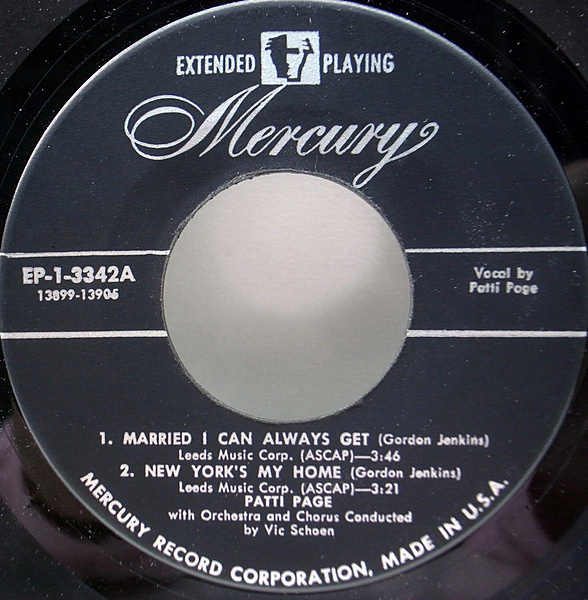 EXTENDED PLAYING
Mercury
EP-1-3342A
13899-13905
Vocal by
Patti Page
1. MARRIED I CAN ALWAYS GET (Gordon Jenkins)
Leeds Music Corp. (ASCAP)—3:46
2. NEW YORK'S MY HOME (Gordon Jenkins)
Leeds Music Corp. (ASCAP)—3:21
PATTI PAGE
with Orchestra and Chorus Conducted
by Vic Schoen
MERCURY RECORD CORPORATION, MADE IN U.S.A.